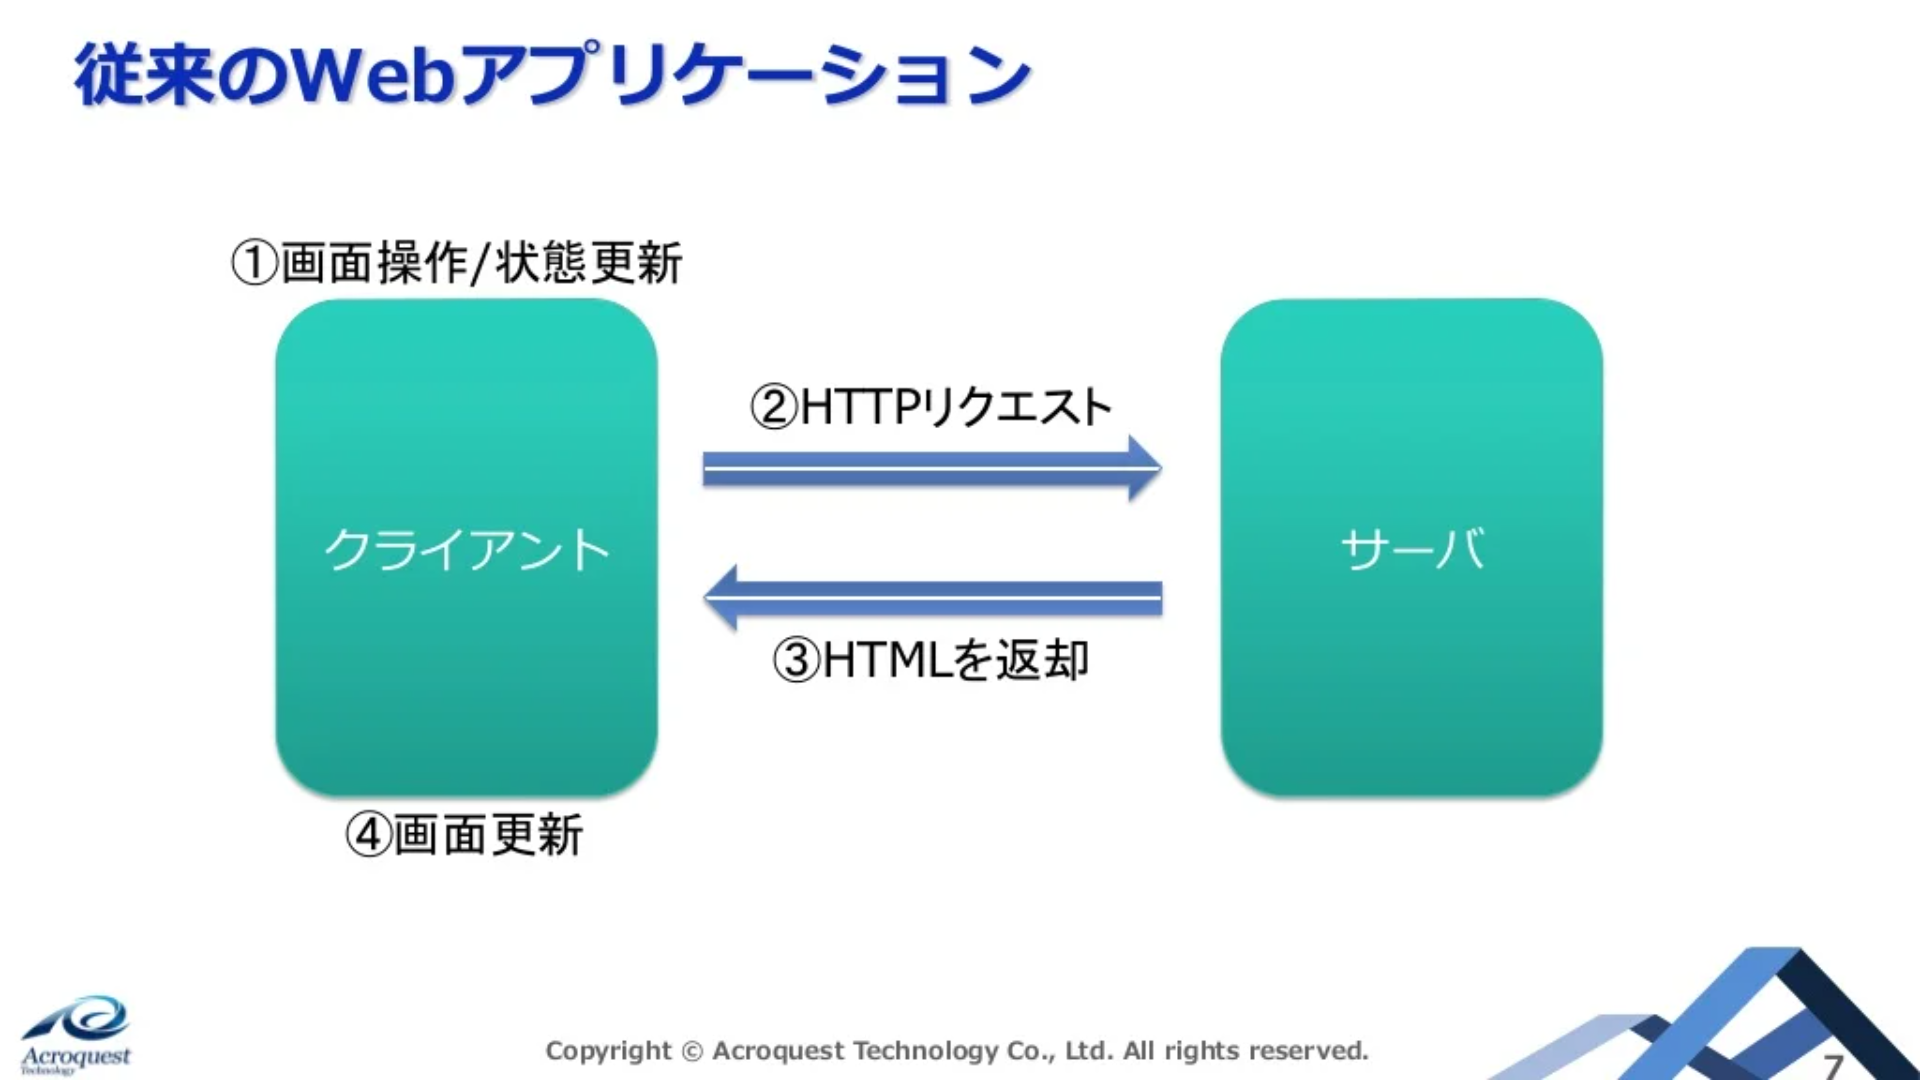 従来のWebアプリケーション
①画面操作/状態更新
②HTTPリクエスト
クライアント
サーバ
③HTMLを返却
④画面更新
Acroquest
Technology
Copyright © Acroquest Technology Co., Ltd. All rights reserved.
7